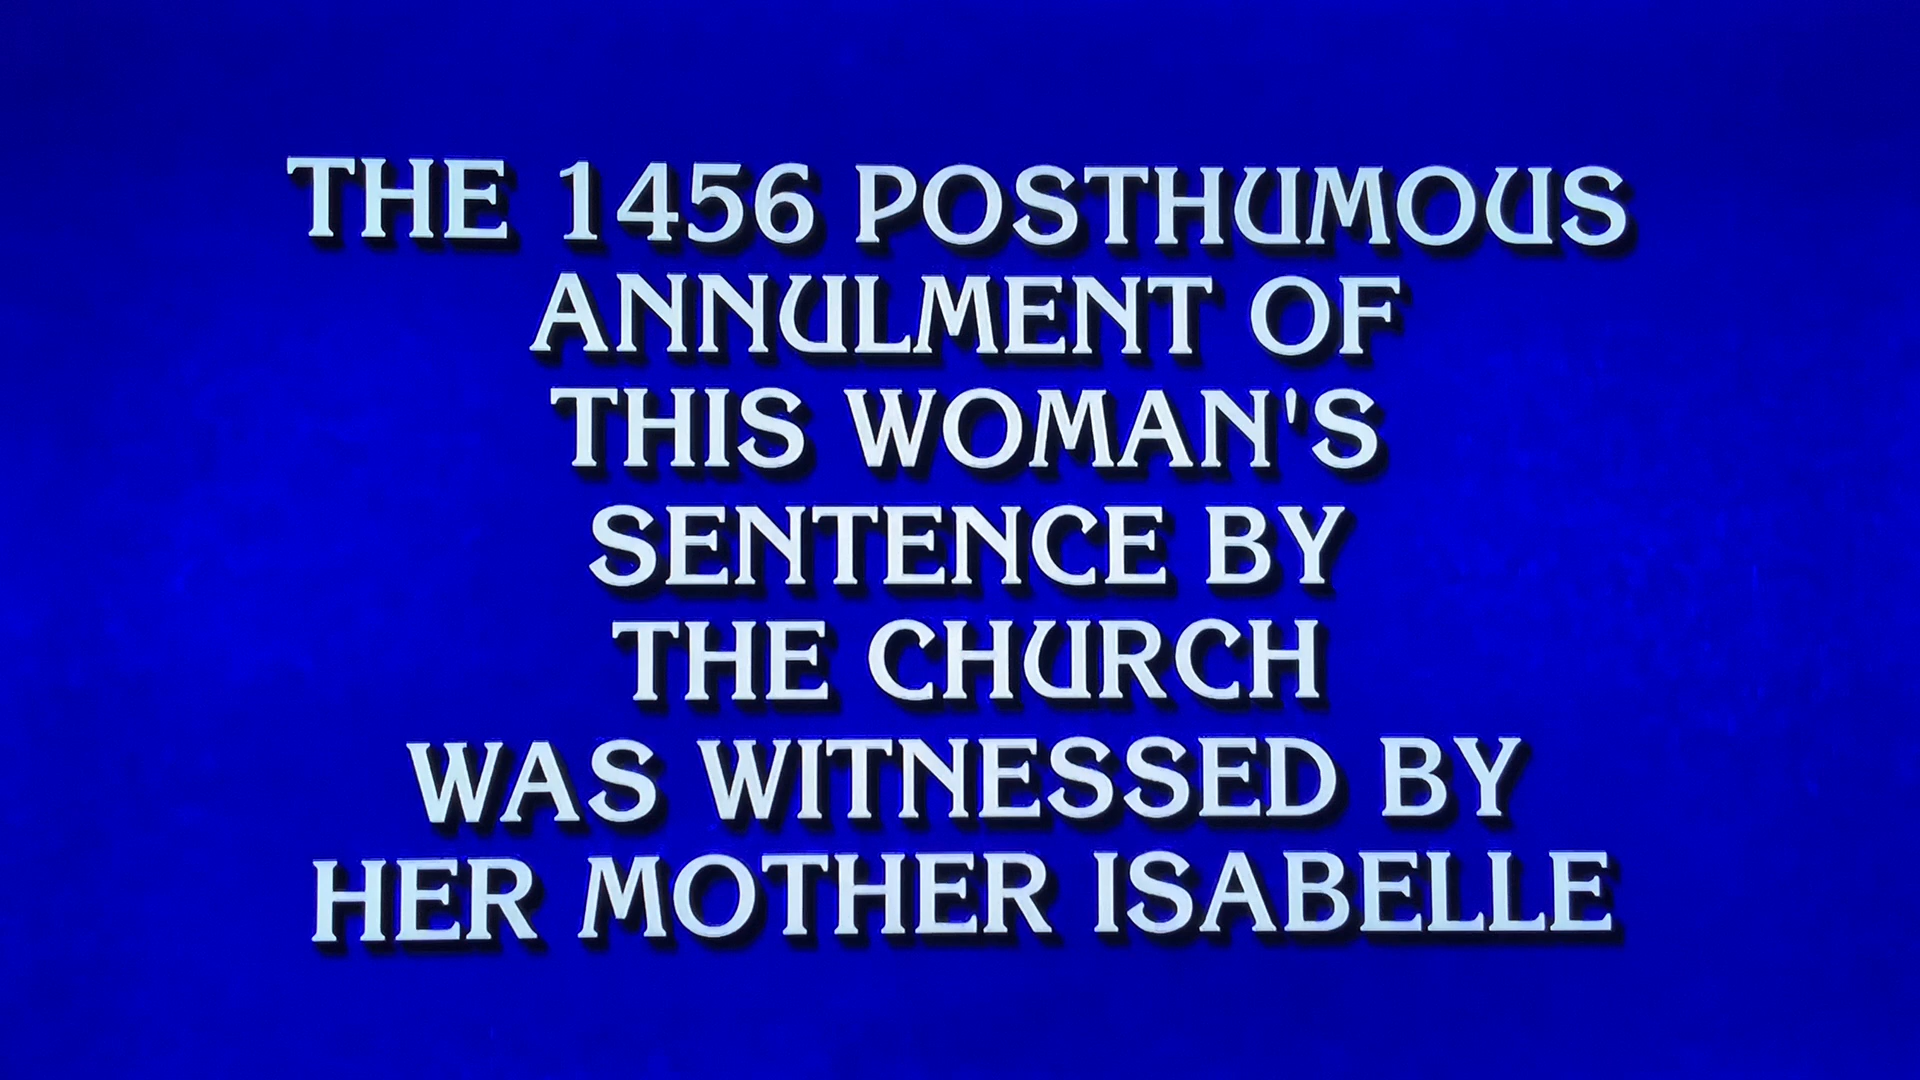 THE 1456 POSTHUMOUS
ANNULMENT OF
THIS WOMAN'S
SENTENCE BY
THE CHURCH
WAS WITNESSED BY
HER MOTHER ISABELLE